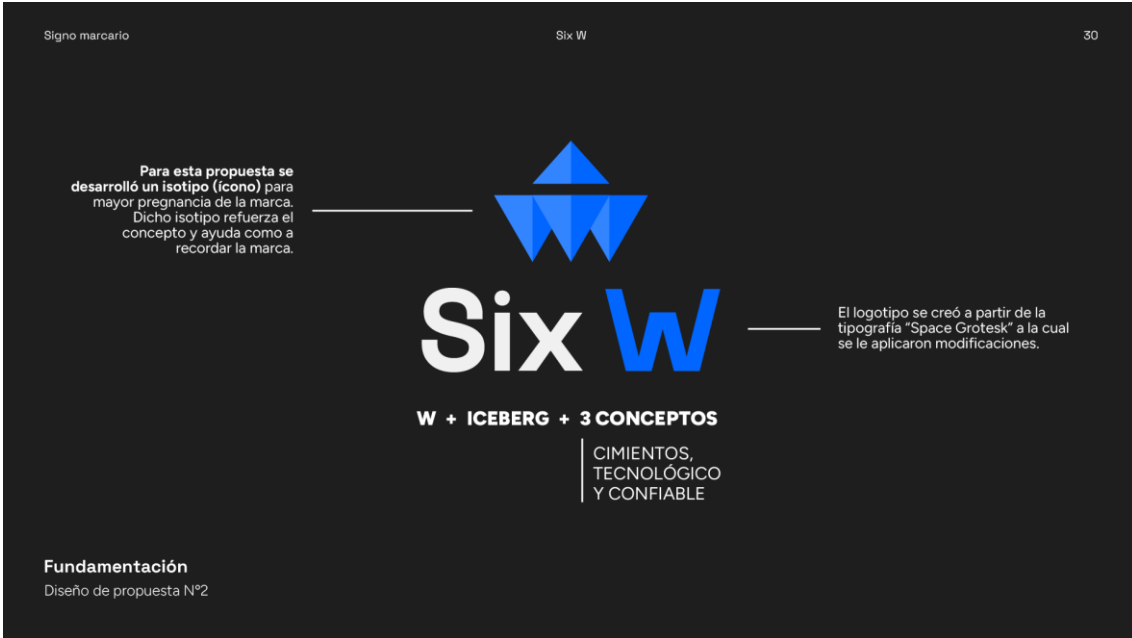 Signo marcario
Six W
30
Para esta propuesta se
desarrolló un isotipo (ícono) para
mayor pregnancia de la marca.
Dicho isotipo refuerza el
concepto y ayuda como a
recordar la marca.
Six W
El logotipo se creó a partir de la
tipografía “Space Grotesk” a la cual
se le aplicaron modificaciones.
W + ICEBERG + 3 CONCEPTOS
CIMIENTOS,
TECNOLÓGICO
Y CONFIABLE
Fundamentación
Diseño de propuesta Nº2